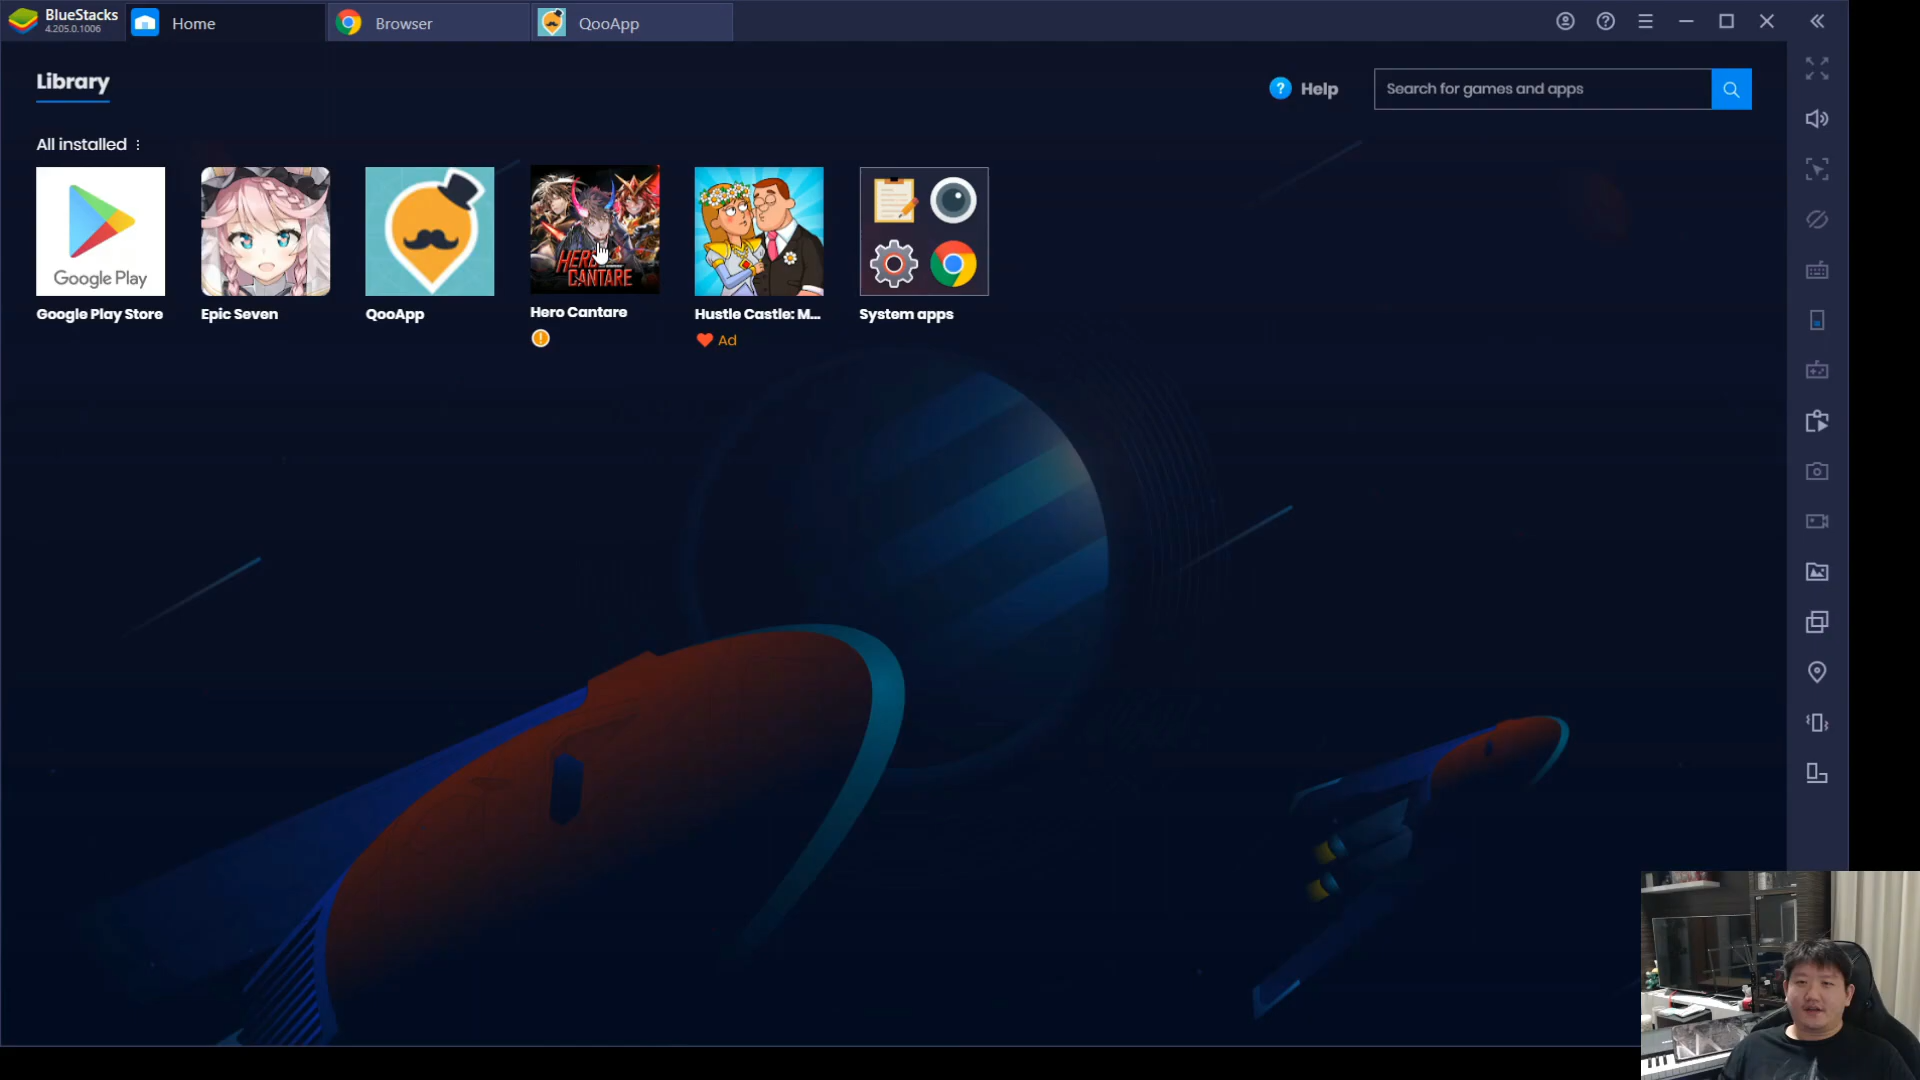 BlueStacks
4.205.0.1006
Home
Browser
QooApp
Library
? Help
Search for games and apps
All installed
Google Play
HERO CANTARE
Google Play Store
Epic Seven
QooApp
Hero Cantare
Hustle Castle: M...
System apps
Ad